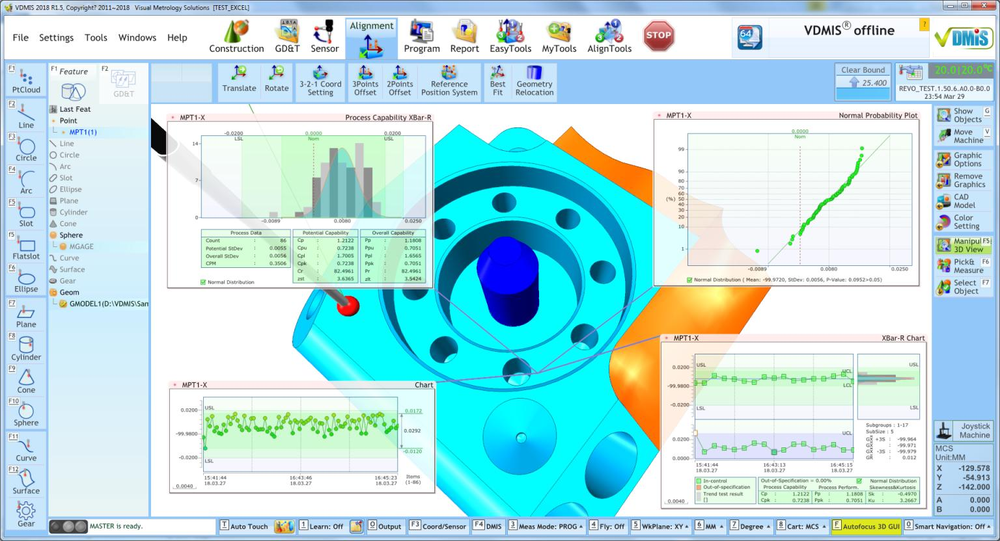 VDMIS 2018 R1.5, Copyright? 2011~2018 Visual Metrology Solutions [TEST_EXCEL]
File Settings Tools Windows Help
Construction GD&T Sensor Alignment Program Report EasyTools MyTools AlignTools STOP
64 VDMIS® offline ? VDMIS
Translate Rotate 3-2-1 Coord Setting 3Points Offset 2Points Offset Reference Position System Best Fit Geometry Relocation
Clear Bound
25.400
20.0|20.0°C
REVO_TEST.1.50.6.A0.0-B0.0
23:54 Mar 29
F1 PtCloud
F2 Line
F3 Circle
F4 Arc
F5 Slot
f5 Flatslot
F6 Ellipse
F7 Plane
F8 Cylinder
F9 Cone
F10 Sphere
F11 Curve
F12 Surface
Gear
F1 Feature F2 GD&T
Last Feat
Point
MPT1(1)
Line
Circle
Arc
Slot
Ellipse
Plane
Cylinder
Cone
Sphere
MGAGE
Curve
Surface
Gear
Geom
GMODEL1(D:\VDMIS\Sam
MPT1-X Process Capability XBar-R
-0.0200 0.0000 0.0200
LSL Nom USL
14
7
0
-0.0089 0.0080 0.0250
Process Data
Count : 86
Potential StDev : 0.0055
Overall StDev : 0.0056
CPM : 0.3506
Potential Capability
Cp : 1.2122
Cpu : 0.7238
Cpl : 1.7005
Cpk : 0.7238
Cr : 82.4961
zst : 3.6365
Overall Capability
Pp : 1.1808
Ppu : 0.7051
Ppl : 1.6565
Ppk : 0.7051
Pr : 82.4961
zlt : 3.5424
Normal Distribution
MPT1-X Normal Probability Plot
0.0000
Nom
99
90
80
70
60
50
(%)
40
30
20
10
1
-0.0089 0.0080 0.0250
Normal Distribution ( Mean: -99.9720, StDev: 0.0056, P-Value: 0.0952>0.05)
MPT1-X Chart
USL
0.0200
-99.9800
-0.0200
LSL
0.0172
0.0292
-0.0120
15:41:44 16:43:46 16:45:23
18.03.27 18.03.27 18.03.27
Items
(1-86)
0.0040
MPT1-X XBar-R Chart
USL USL
0.0200 UCL
-99.9800 LCL
-0.0200
LSL LSL
UCL
0.0200
0.0000
15:41:44 16:43:13 16:45:15
18.03.27 18.03.27 18.03.27
Subgroups : 1-17
SubSize : 5
+3S : -99.964
: -99.971
-3S : -99.979
: 0.012
In-control
Out-of-specification
Trend test result
[]
0.0040
Out-of-Specification = 0.00% Normal Distribution
Process Capability Process Perform. Skewness&Kurtosis
Cp : 1.2122 Pp : 1.1808 Sk : -0.4970
Cpk : 0.7238 Ppk : 0.7051 Ku : 3.2667
Show Objects G
Move Machine V
Graphic Options
Remove Graphics
CAD Model
Color Setting
Manipul 3D View F5
Pick& Measure F6
Select Object F7
Joystick Machine
MCS
Unit:MM
X -129.578
Y -54.913
Z -142.000
A 0.000
B 0.000
MASTER is ready.
T Auto Touch 1 Learn: Off O Output F3 Coord/Sensor F4 DMIS 3 Meas Mode: PROG 4 Fly: Off 5 WkPlane: XY 6 MM 7 Degree 8 Cart: MCS F Autofocus 3D GUI 0 Smart Navigation: Off